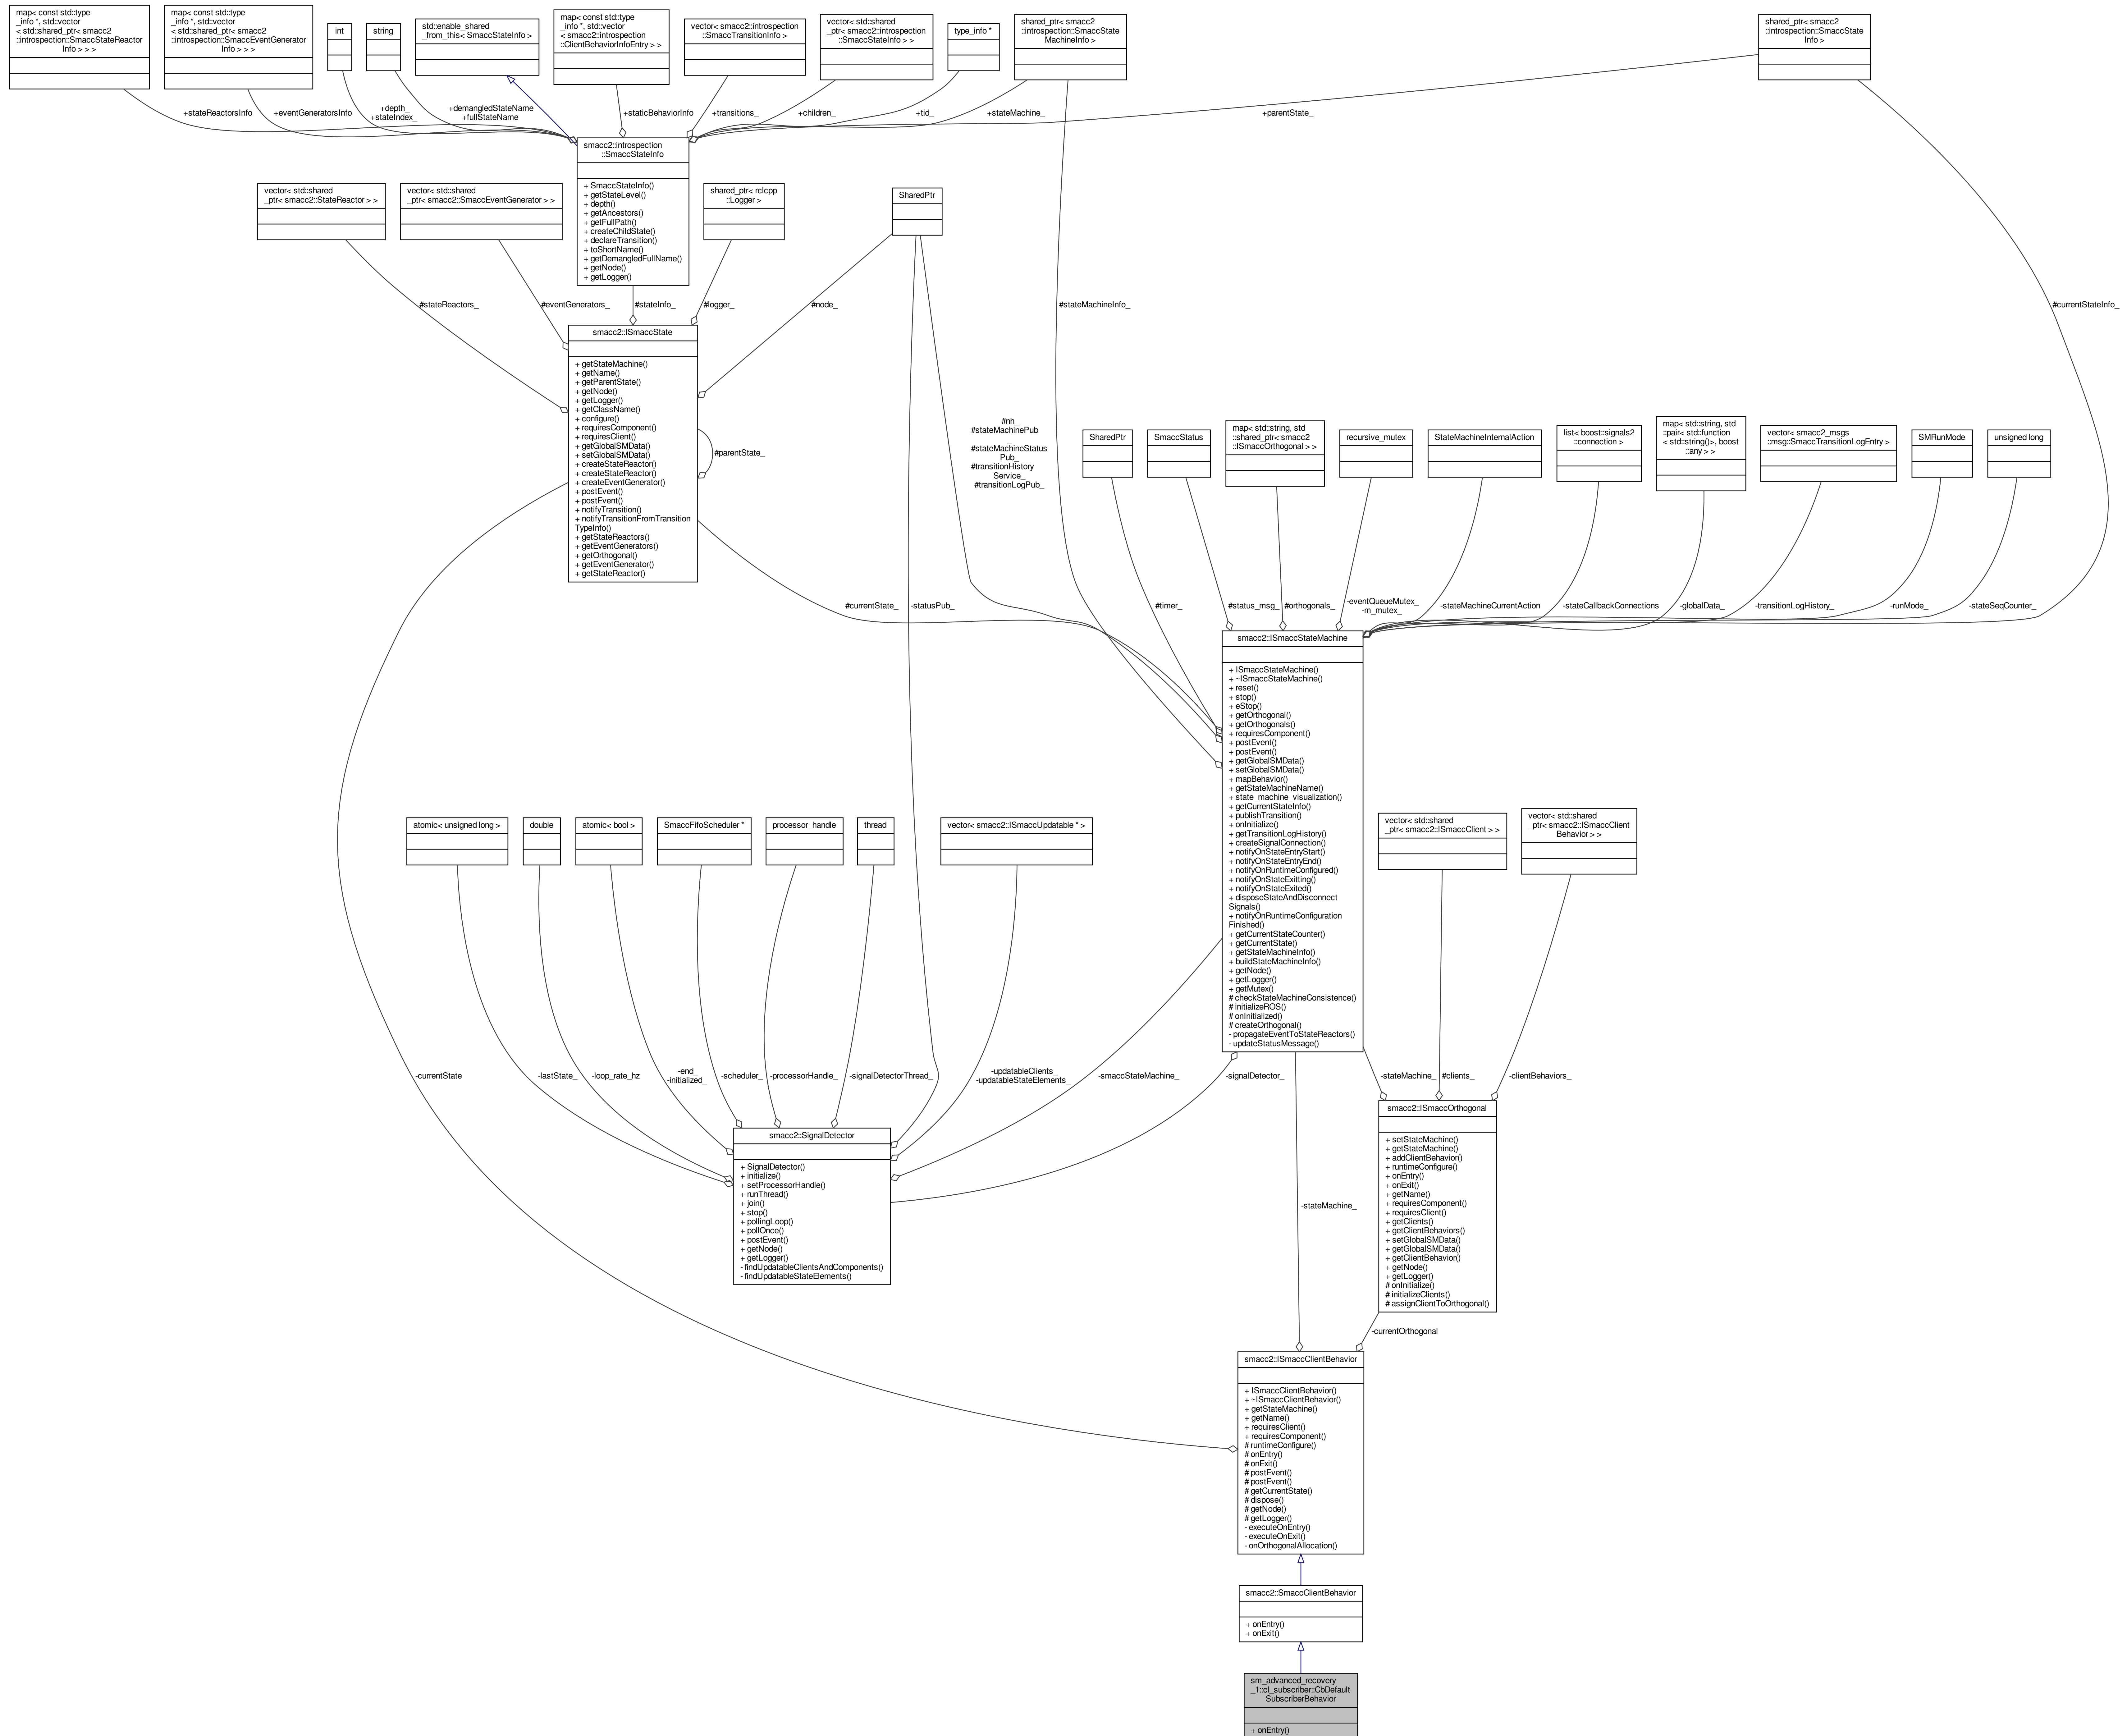 map< const std::type
_info *, std::vector
< std::shared_ptr< smacc2
::introspection::SmaccStateReactor
Info > > >
map< const std::type
_info *, std::vector
< std::shared_ptr< smacc2
::introspection::SmaccEventGenerator
Info > > >
int
string
std::enable_shared
_from_this< SmaccStateInfo >
map< const std::type
_info *, std::vector
< smacc2::introspection
::ClientBehaviorInfoEntry > >
vector< smacc2::introspection
::SmaccTransitionInfo >
vector< std::shared
_ptr< smacc2::introspection
::SmaccStateInfo > >
type_info *
shared_ptr< smacc2
::introspection::SmaccState
MachineInfo >
shared_ptr< smacc2
::introspection::SmaccState
Info >
+stateReactorsInfo
+eventGeneratorsInfo
+depth_
+stateIndex_
+demangledStateName
+fullStateName
+staticBehaviorInfo
+transitions_
+children_
+tid_
+stateMachine_
+parentState_
smacc2::introspection
::SmaccStateInfo
+ SmaccStateInfo()
+ getStateLevel()
+ depth()
+ getAncestors()
+ getFullPath()
+ createChildState()
+ declareTransition()
+ toShortName()
+ getDemangledFullName()
+ getNode()
+ getLogger()
vector< std::shared
_ptr< smacc2::StateReactor > >
vector< std::shared
_ptr< smacc2::SmaccEventGenerator > >
shared_ptr< rclcpp
::Logger >
SharedPtr
#stateReactors_
#eventGenerators_
#stateInfo_
#logger_
#node_
#stateMachineInfo_
#currentStateInfo_
smacc2::ISmaccState
+ getStateMachine()
+ getName()
+ getParentState()
+ getNode()
+ getLogger()
+ getClassName()
+ configure()
+ requiresComponent()
+ requiresClient()
+ getGlobalSMData()
+ setGlobalSMData()
+ createStateReactor()
+ createStateReactor()
+ createEventGenerator()
+ postEvent()
+ postEvent()
+ notifyTransition()
+ notifyTransitionFromTransition
TypeInfo()
+ getStateReactors()
+ getEventGenerators()
+ getOrthogonal()
+ getEventGenerator()
+ getStateReactor()
#parentState_
#nh_
#stateMachinePub
_
#stateMachineStatus
Pub_
#transitionHistory
Service_
#transitionLogPub_
SharedPtr
SmaccStatus
map< std::string, std
::shared_ptr< smacc2
::ISmaccOrthogonal > >
recursive_mutex
StateMachineInternalAction
list< boost::signals2
::connection >
map< std::string, std
::pair< std::function
< std::string()>, boost
::any > >
vector< smacc2_msgs
::msg::SmaccTransitionLogEntry >
SMRunMode
unsigned long
#currentState_
-statusPub_
#timer_
#status_msg_
#orthogonals_
-eventQueueMutex_
-m_mutex_
-stateMachineCurrentAction
-stateCallbackConnections
-globalData_
-transitionLogHistory_
-runMode_
-stateSeqCounter_
smacc2::ISmaccStateMachine
+ ISmaccStateMachine()
+ ~ISmaccStateMachine()
+ reset()
+ stop()
+ eStop()
+ getOrthogonal()
+ getOrthogonals()
+ requiresComponent()
+ postEvent()
+ postEvent()
+ getGlobalSMData()
+ setGlobalSMData()
+ mapBehavior()
+ getStateMachineName()
+ state_machine_visualization()
+ getCurrentStateInfo()
+ publishTransition()
+ onInitialize()
+ getTransitionLogHistory()
+ createSignalConnection()
+ notifyOnStateEntryStart()
+ notifyOnStateEntryEnd()
+ notifyOnRuntimeConfigured()
+ notifyOnStateExitting()
+ notifyOnStateExited()
+ disposeStateAndDisconnect
Signals()
+ notifyOnRuntimeConfiguration
Finished()
+ getCurrentStateCounter()
+ getCurrentState()
+ getStateMachineInfo()
+ buildStateMachineInfo()
+ getNode()
+ getLogger()
+ getMutex()
# checkStateMachineConsistence()
# initializeROS()
# onInitialized()
# createOrthogonal()
- propagateEventToStateReactors()
- updateStatusMessage()
atomic< unsigned long >
double
atomic< bool >
SmaccFifoScheduler *
processor_handle
thread
vector< smacc2::ISmaccUpdatable * >
vector< std::shared
_ptr< smacc2::ISmaccClient > >
vector< std::shared
_ptr< smacc2::ISmaccClient
Behavior > >
-currentState
-lastState_
-loop_rate_hz
-end_
-initialized_
-scheduler_
-processorHandle_
-signalDetectorThread_
-updatableClients_
-updatableStateElements_
-smaccStateMachine_
-signalDetector_
-stateMachine_
#clients_
-clientBehaviors_
smacc2::SignalDetector
+ SignalDetector()
+ initialize()
+ setProcessorHandle()
+ runThread()
+ join()
+ stop()
+ pollingLoop()
+ pollOnce()
+ postEvent()
+ getNode()
+ getLogger()
- findUpdatableClientsAndComponents()
- findUpdatableStateElements()
smacc2::ISmaccOrthogonal
+ setStateMachine()
+ getStateMachine()
+ addClientBehavior()
+ runtimeConfigure()
+ onEntry()
+ onExit()
+ getName()
+ requiresComponent()
+ requiresClient()
+ getClients()
+ getClientBehaviors()
+ setGlobalSMData()
+ getGlobalSMData()
+ getClientBehavior()
+ getNode()
+ getLogger()
# onInitialize()
# initializeClients()
# assignClientToOrthogonal()
-stateMachine_
-currentOrthogonal
smacc2::ISmaccClientBehavior
+ ISmaccClientBehavior()
+ ~ISmaccClientBehavior()
+ getStateMachine()
+ getName()
+ requiresClient()
+ requiresComponent()
# runtimeConfigure()
# onEntry()
# onExit()
# postEvent()
# postEvent()
# getCurrentState()
# dispose()
# getNode()
# getLogger()
- executeOnEntry()
- executeOnExit()
- onOrthogonalAllocation()
smacc2::SmaccClientBehavior
+ onEntry()
+ onExit()
sm_advanced_recovery
_1::cl_subscriber::CbDefault
SubscriberBehavior
+ onEntry()